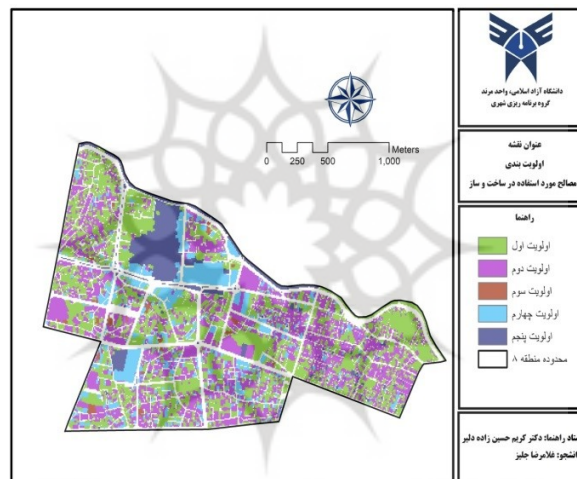 دانشگاه آزاد اسلامی، واحد مرند
گروه برنامه ریزی شهری
عنوان نقشه
اولویت بندی
مصالح مورد استفاده در ساخت و ساز
راهنما
اولویت اول
اولویت دوم
اولویت سوم
اولویت چهارم
اولویت پنجم
محدوده منطقه ۸
ستاد راهنما: دکتر کریم حسین زاده دلیر
انشجو: غلامرضا جلیز
Meters
0 250 500 1,000